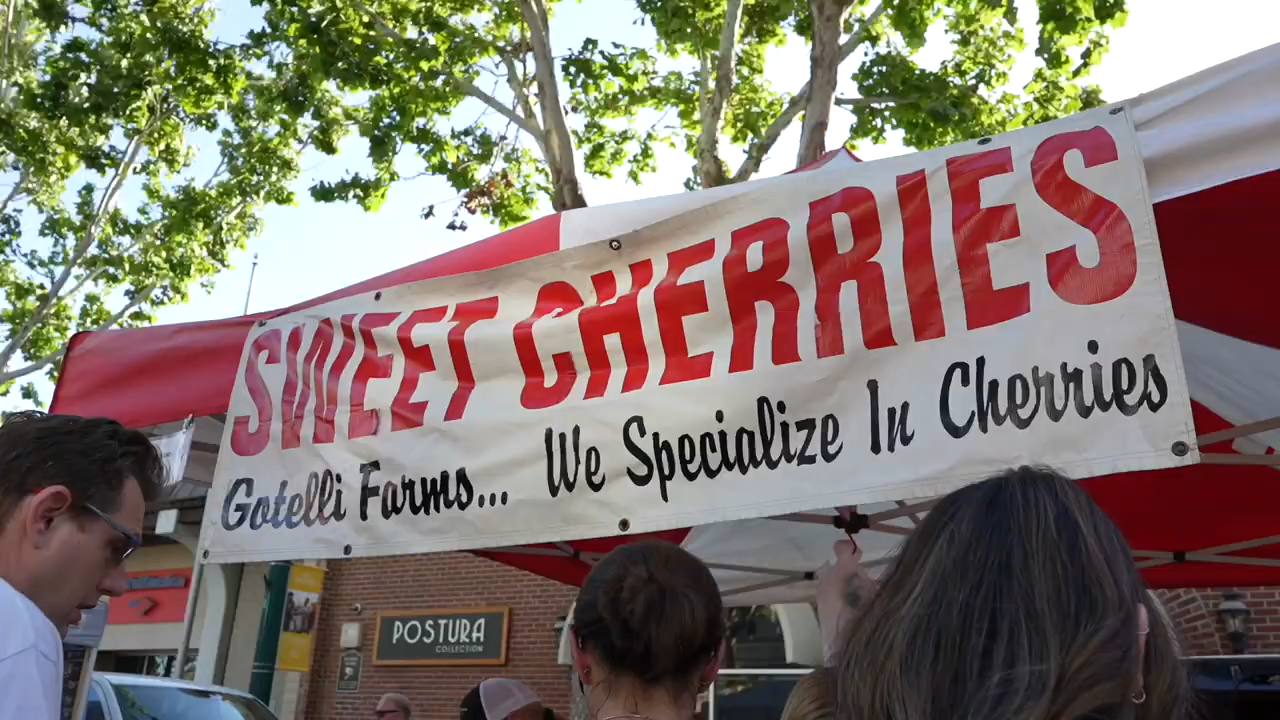 SWEET CHERRIES
Gotelli Farms... We Specialize In Cherries
POSTURA
COLLECTION